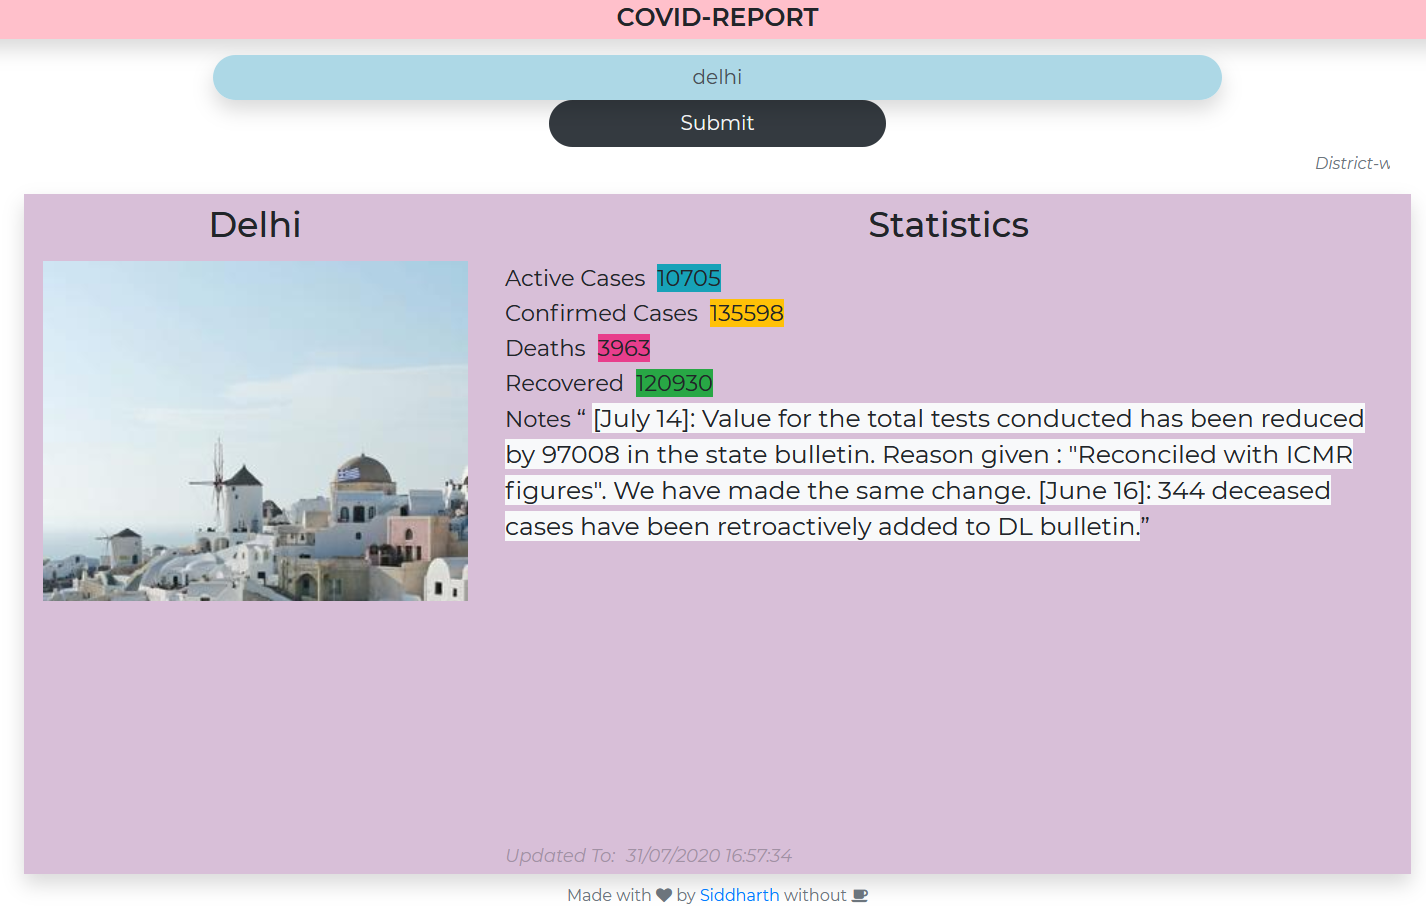 COVID-REPORT
delhi
Submit
District-w
Delhi
Statistics
Active Cases 10705
Confirmed Cases 135598
Deaths 3963
Recovered 120930
Notes “ [July 14]: Value for the total tests conducted has been reduced
by 97008 in the state bulletin. Reason given : "Reconciled with ICMR
figures". We have made the same change. [June 16]: 344 deceased
cases have been retroactively added to DL bulletin.”
Updated To: 31/07/2020 16:57:34
Made with by Siddharth without